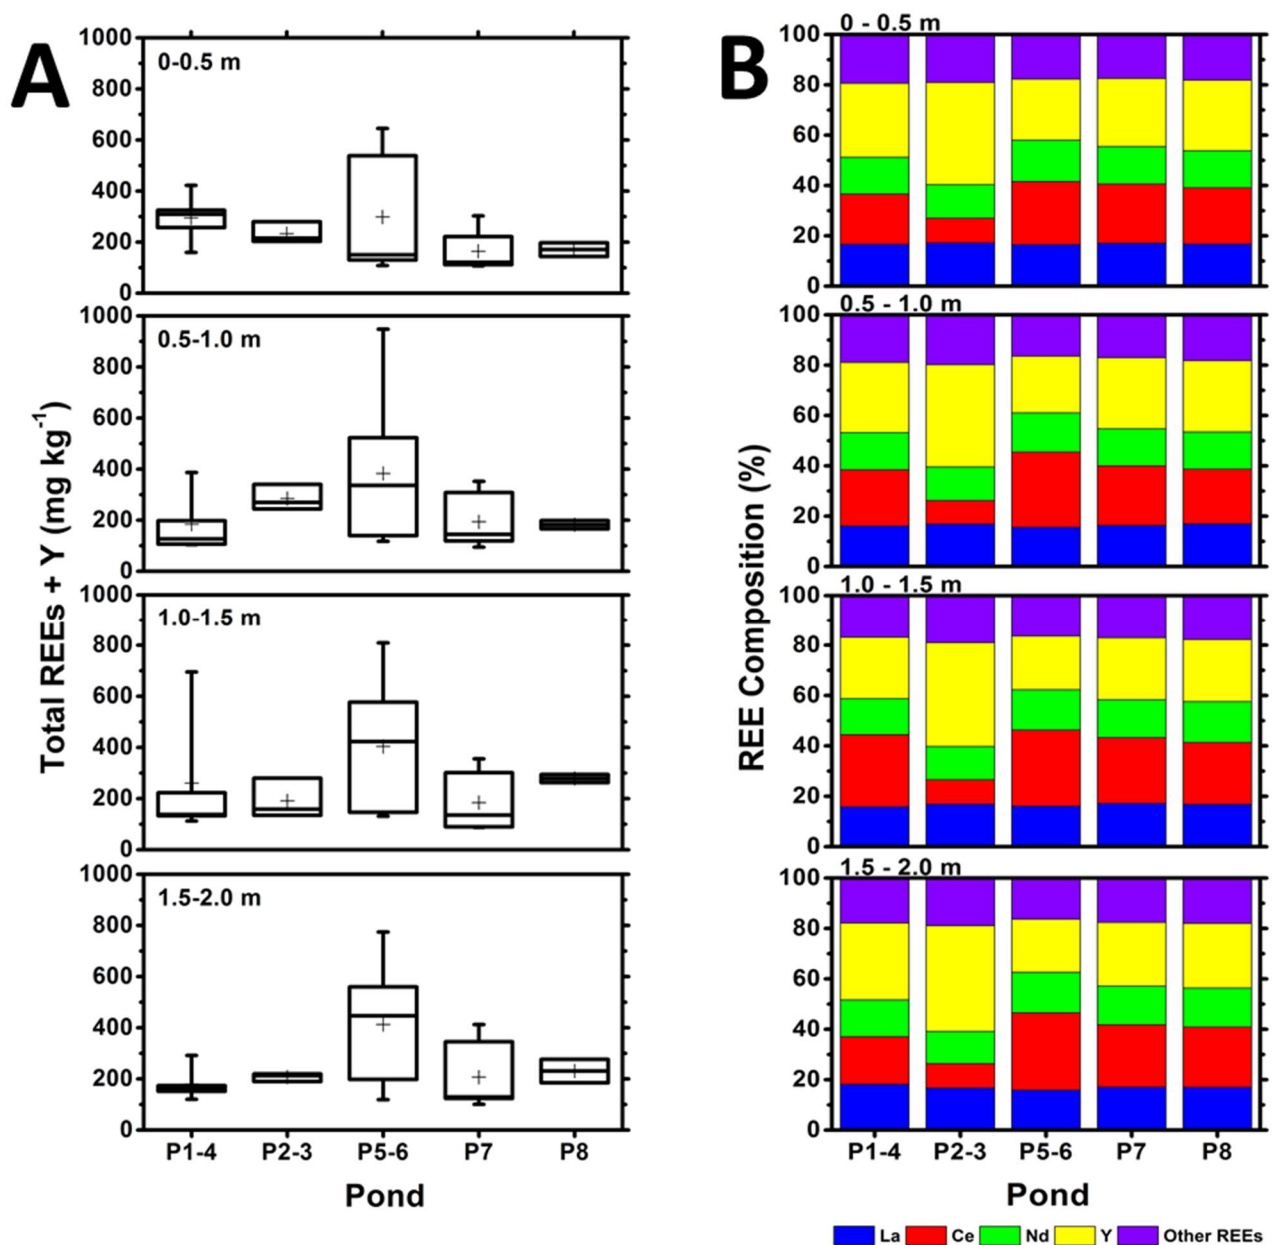 A
Total REEs + Y (mg kg-1)
1000
800
600
400
200
0
0-0.5 m
1000
800
600
400
200
0
0.5-1.0 m
1000
800
600
400
200
0
1.0-1.5 m
1000
800
600
400
200
0
1.5-2.0 m
P1-4 P2-3 P5-6 P7 P8
Pond
B
REE Composition (%)
0 - 0.5 m
100
80
60
40
20
0
0.5 - 1.0 m
100
80
60
40
20
0
1.0 - 1.5 m
100
80
60
40
20
0
1.5 - 2.0 m
100
80
60
40
20
0
P1-4 P2-3 P5-6 P7 P8
Pond
La Ce Nd Y Other REEs